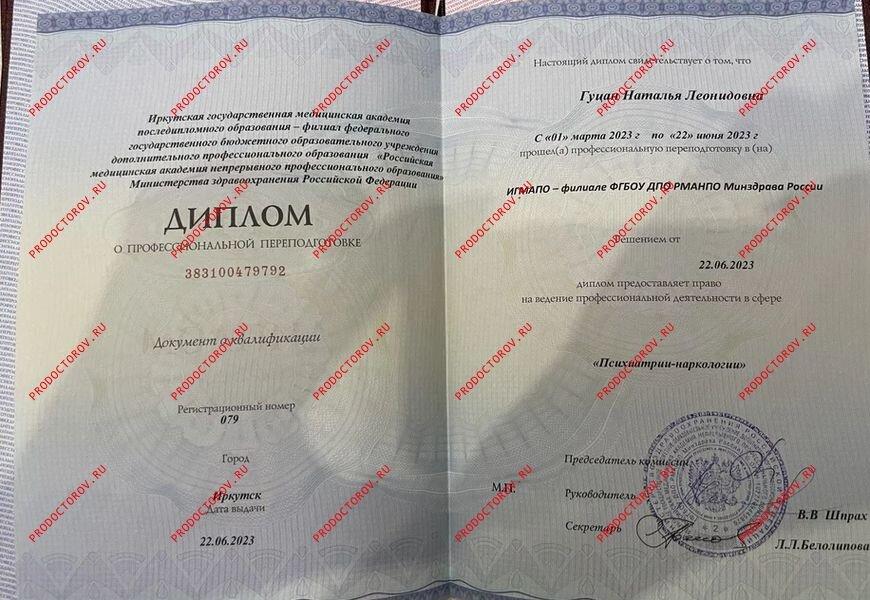 Иркутская государственная медицинская академия
последипломного образования – филиал федерального
государственного бюджетного образовательного учреждения
дополнительного профессионального образования «Российская
медицинская академия непрерывного профессионального образования»
Министерства здравоохранения Российской Федерации
ДИПЛОМ
О ПРОФЕССИОНАЛЬНОЙ ПЕРЕПОДГОТОВКЕ
383100479792
Документ о квалификации
Регистрационный номер
079
Город
Иркутск
Дата выдачи
22.06.2023
Настоящий диплом свидетельствует о том, что
Гуцан Наталья Леонидовна
С «01» марта 2023 г по «22» июня 2023 г
прошел(а) профессиональную переподготовку в (на)
ИГМАПО – филиале ФГБОУ ДПО РМАНПО Минздрава России
Решением от
22.06.2023
диплом предоставляет право
на ведение профессиональной деятельности в сфере
«Психиатрии-наркологии»
Председатель комиссии
М.П.
Руководитель
В.В Шпрах
Секретарь
Л.Л.Белолипова
PRODOCTOROV.RU